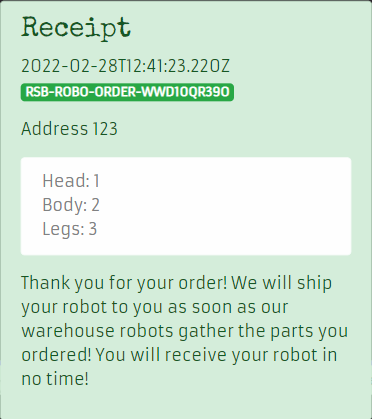 Receipt
2022-02-28T12:41:23.220Z
RSB-ROBO-ORDER-WWD1OQR39O
Address 123
Head: 1
Body: 2
Legs: 3
Thank you for your order! We will ship
your robot to you as soon as our
warehouse robots gather the parts you
ordered! You will receive your robot in
no time!